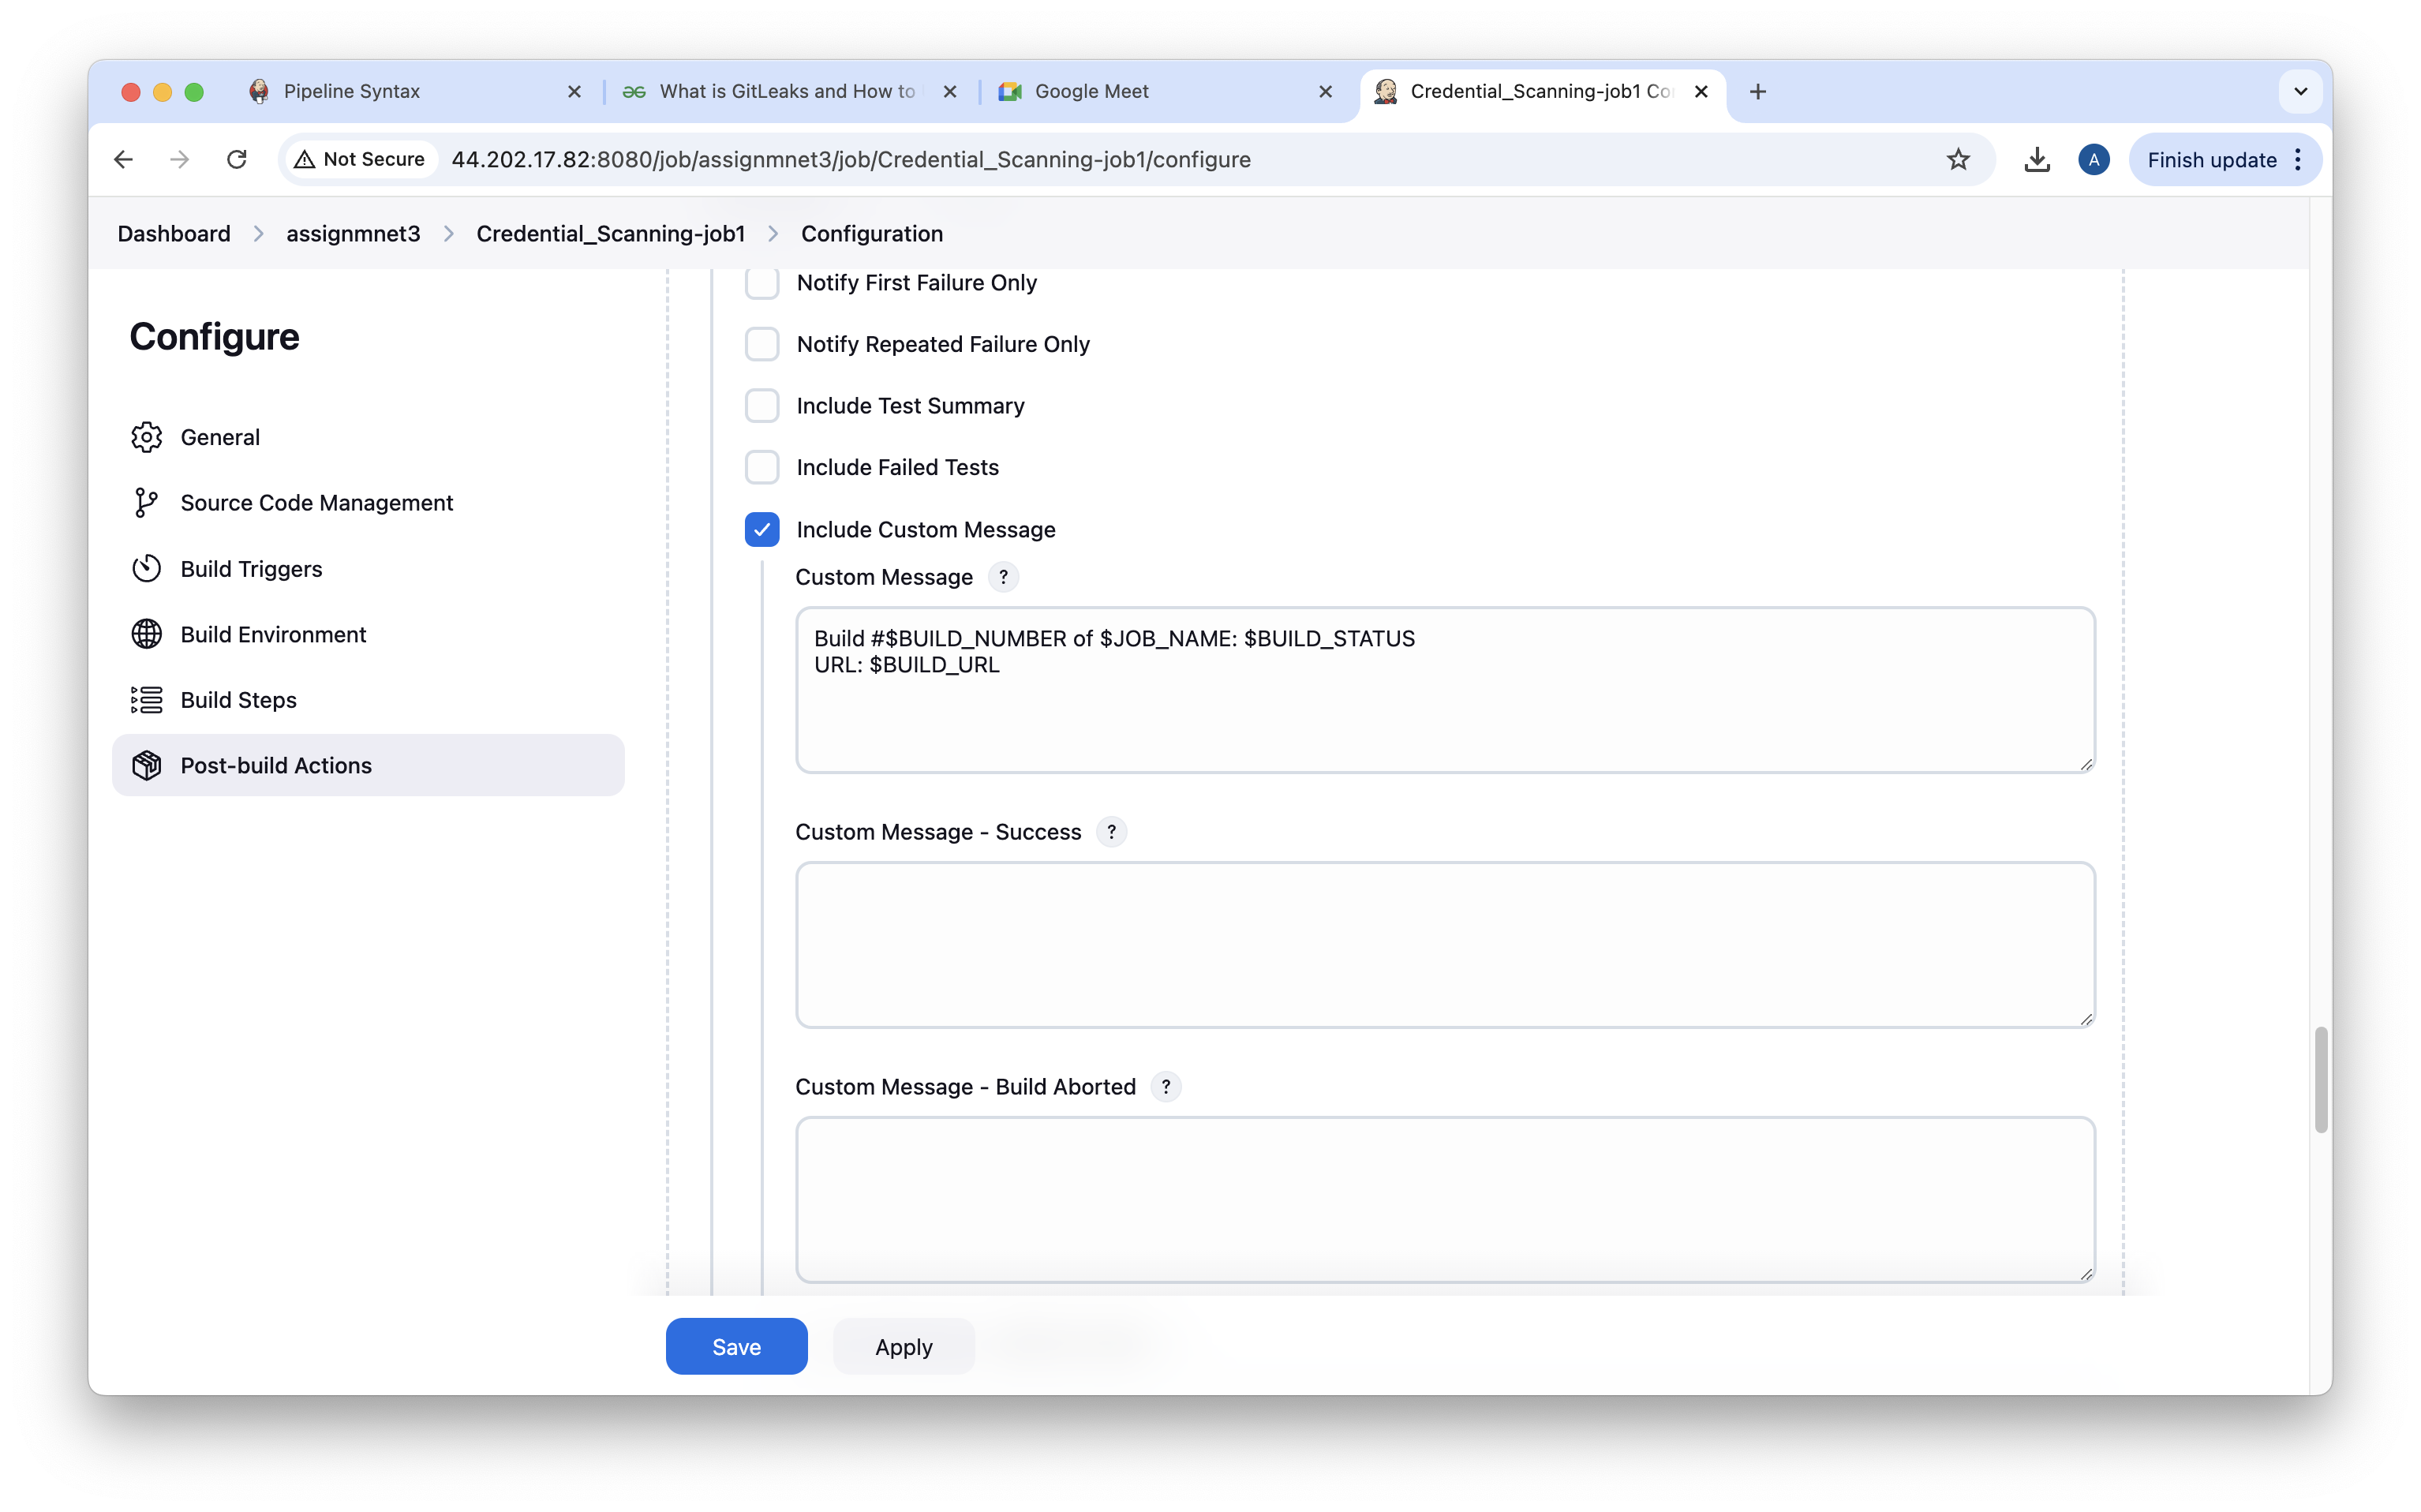 Pipeline Syntax
What is GitLeaks and How to
Google Meet
Credential_Scanning-job1 Co
Not Secure
44.202.17.82:8080/job/assignmnet3/job/Credential_Scanning-job1/configure
A
Finish update
Dashboard
assignmnet3
Credential_Scanning-job1
Configuration
Configure
General
Source Code Management
Build Triggers
Build Environment
Build Steps
Post-build Actions
Notify First Failure Only
Notify Repeated Failure Only
Include Test Summary
Include Failed Tests
Include Custom Message
Custom Message ?
Build #$BUILD_NUMBER of $JOB_NAME: $BUILD_STATUS
URL: $BUILD_URL
Custom Message - Success ?
Custom Message - Build Aborted ?
Save
Apply